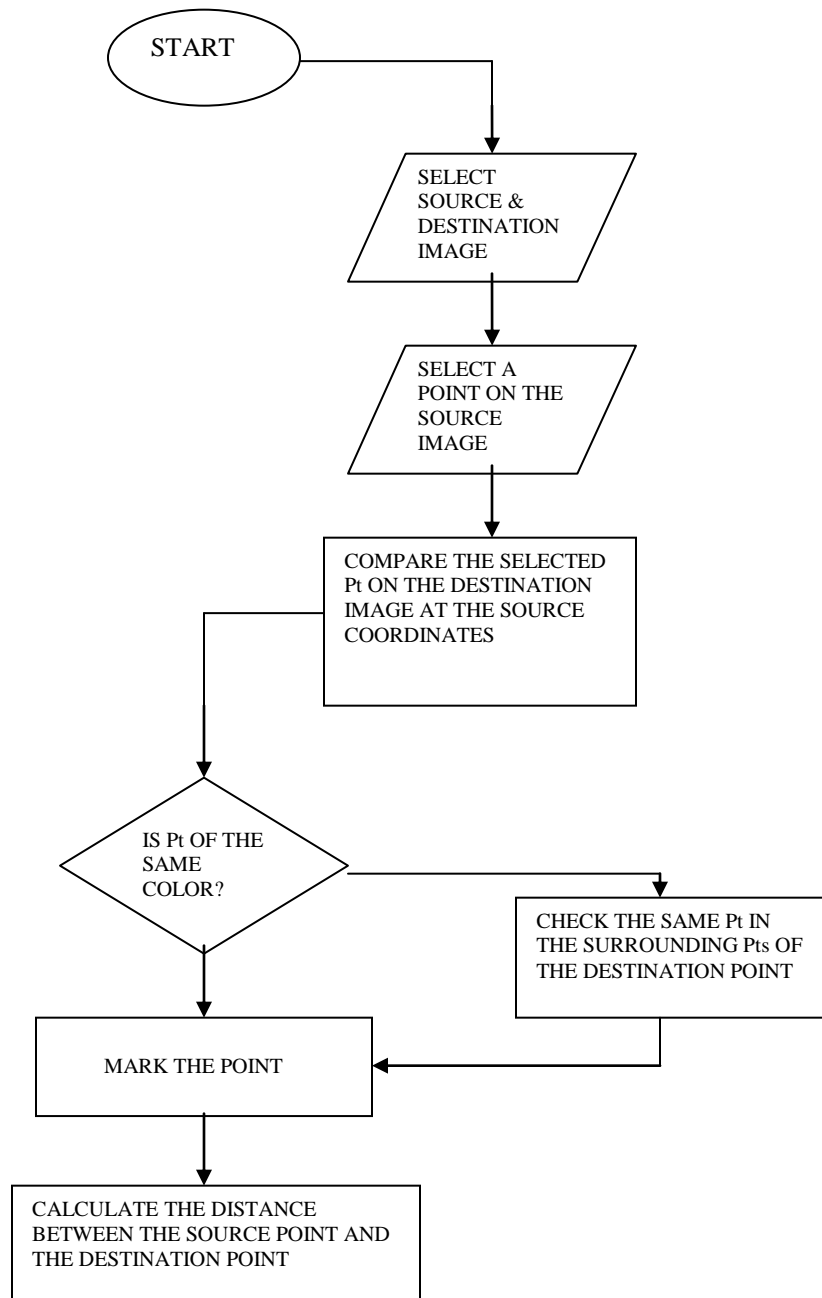 START
SELECT
SOURCE &
DESTINATION
IMAGE
SELECT A
POINT ON THE
SOURCE
IMAGE
COMPARE THE SELECTED
Pt ON THE DESTINATION
IMAGE AT THE SOURCE
COORDINATES
IS Pt OF THE
SAME
COLOR?
CHECK THE SAME Pt IN
THE SURROUNDING Pts OF
THE DESTINATION POINT
MARK THE POINT
CALCULATE THE DISTANCE
BETWEEN THE SOURCE POINT AND
THE DESTINATION POINT